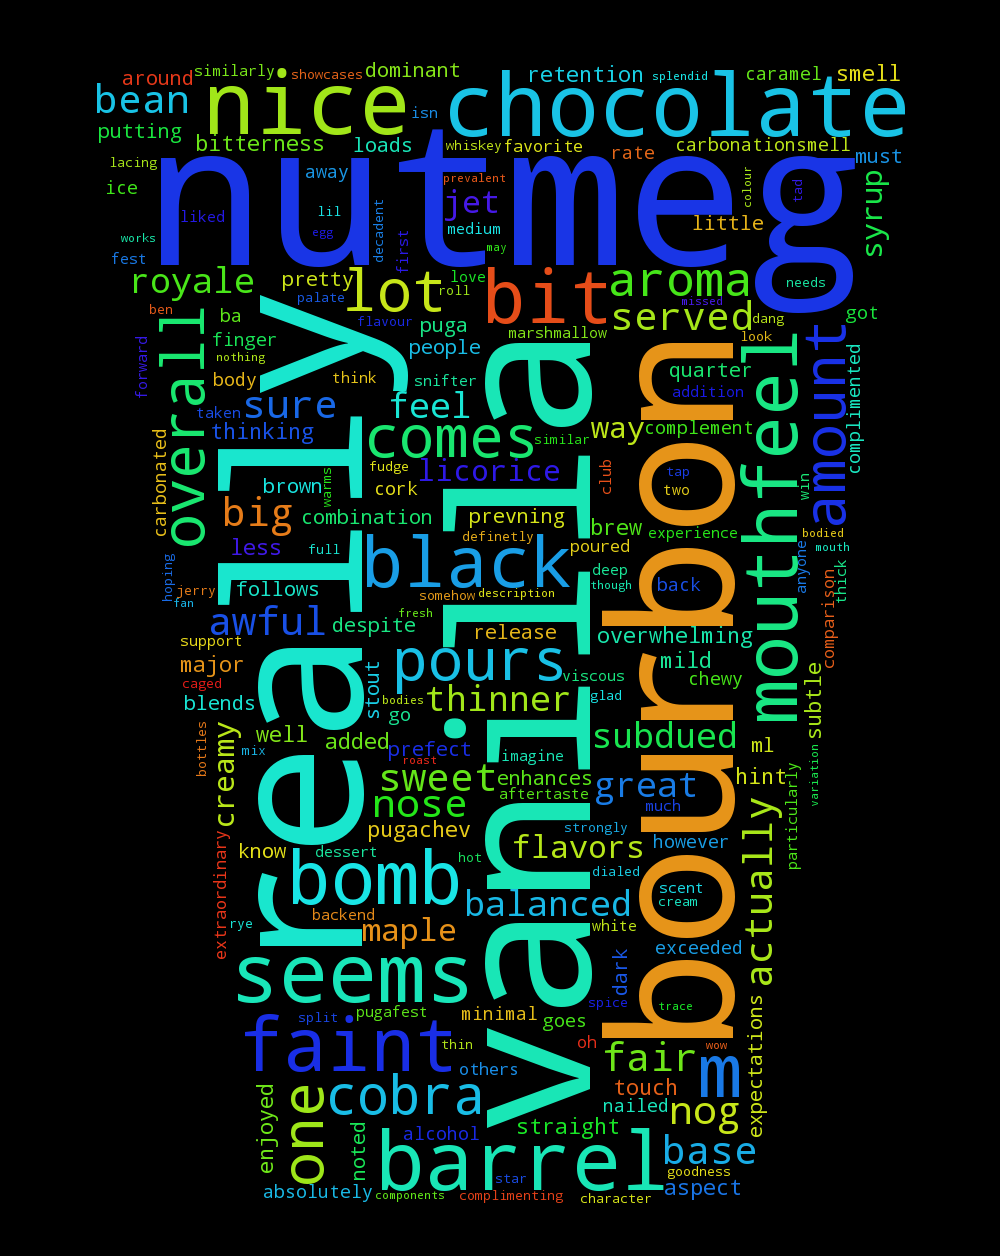 similarly
showcases
dominant
retention
splendid
caramel
smell
around
bean
nice
isn
chocolate
putting
bitterness
loads
whiskey
favorite
rate
carbonationsmell
must
lacing
away
prevalent
nutmeg
colour
tad
syrup
ice
liked
lil
egg
decadent
first
jet
medium
little
works
fest
may
needs
royale
pretty
palate
lot
love
roll
bit
aroma
missed
ben
ba
flavour
puga
marshmallow
served
dang
got
forward
overall
finger
nothing
people
look
really
vanilla
bourbon
mouthfeel
amount
complimented
body
think
snifter
quarter
addition
taken
sure
feel
thinking
comes
similar
way
complement
carbonated
warms
fudge
licorice
club
tap
two
win
brown
cork
big
combination
prevning
brew
experience
bodied
mouth
less
full
definetly
poured
black
deep
though
back
anyone
thick
comparison
hoping
jerry
fan
follows
somehow
description
awful
despite
fresh
release
overwhelming
support
major
caged
stout
pours
viscous
mild
chewy
subtle
blends
bodies
thinner
glad
go
bottles
creamy
mix
well
added
prefect
roast
imagine
subdued
ml
variation
sweet
enhances
great
hint
particularly
nose
aftertaste
much
pugachev
strongly
however
actually
extraordinary
know
dessert
hot
flavors
bomb
dialed
scent
cream
rye
backend
balanced
maple
white
exceeded
seems
dark
spice
trace
expectations
split
pugafest
minimal
goes
faint
thin
oh
fair
wow
others
m
touch
cobra
nailed
nog
enjoyed
one
noted
alcohol
straight
barrel
base
goodness
star
aspect
absolutely
components
complimenting
character